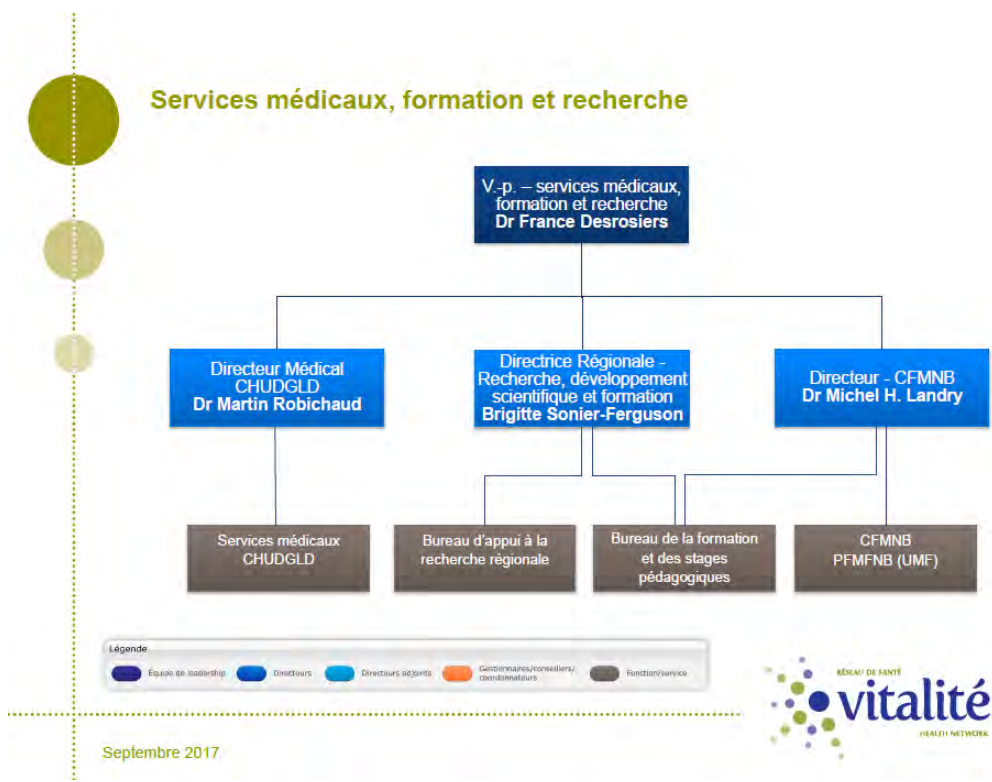 Services médicaux, formation et recherche
V.-p. – services médicaux,
formation et recherche
Dr France Desrosiers
Directeur Médical
CHUDGLD
Dr Martin Robichaud
Directrice Régionale -
Recherche, développement
scientifique et formation
Brigitte Sonier-Ferguson
Directeur - CFMNB
Dr Michel H. Landry
Services médicaux
CHUDGLD
Bureau d'appui à la
recherche régionale
Bureau de la formation
et des stages
pédagogiques
CFMNB
PFMFNB (UMF)
Légende
Équipe de leadership
Directeurs
Directeurs adjoints
Gestionnaires/conseillers/
coordonnateurs
Function/service
RÉSEAU DE SANTÉ
vitalité
HEALTH NETWORK
Septembre 2017